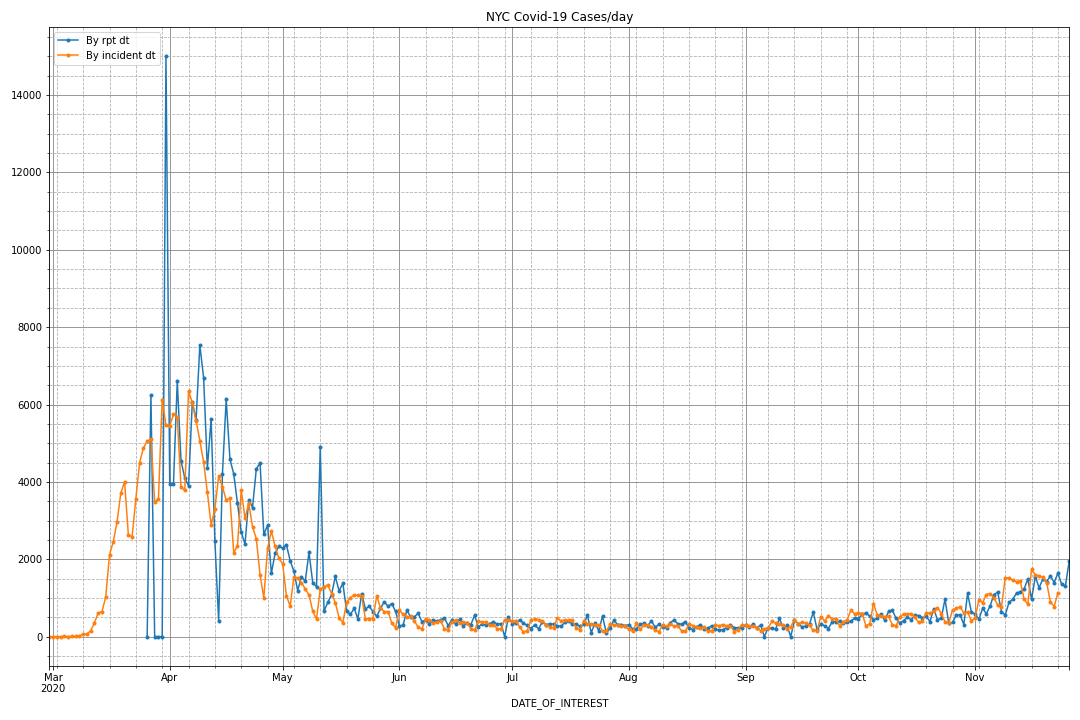 NYC Covid-19 Cases/day
By rpt dt
By incident dt
14000
12000
10000
8000
6000
4000
2000
0
Mar Apr May Jun Jul Aug Sep Oct Nov
2020
DATE_OF_INTEREST